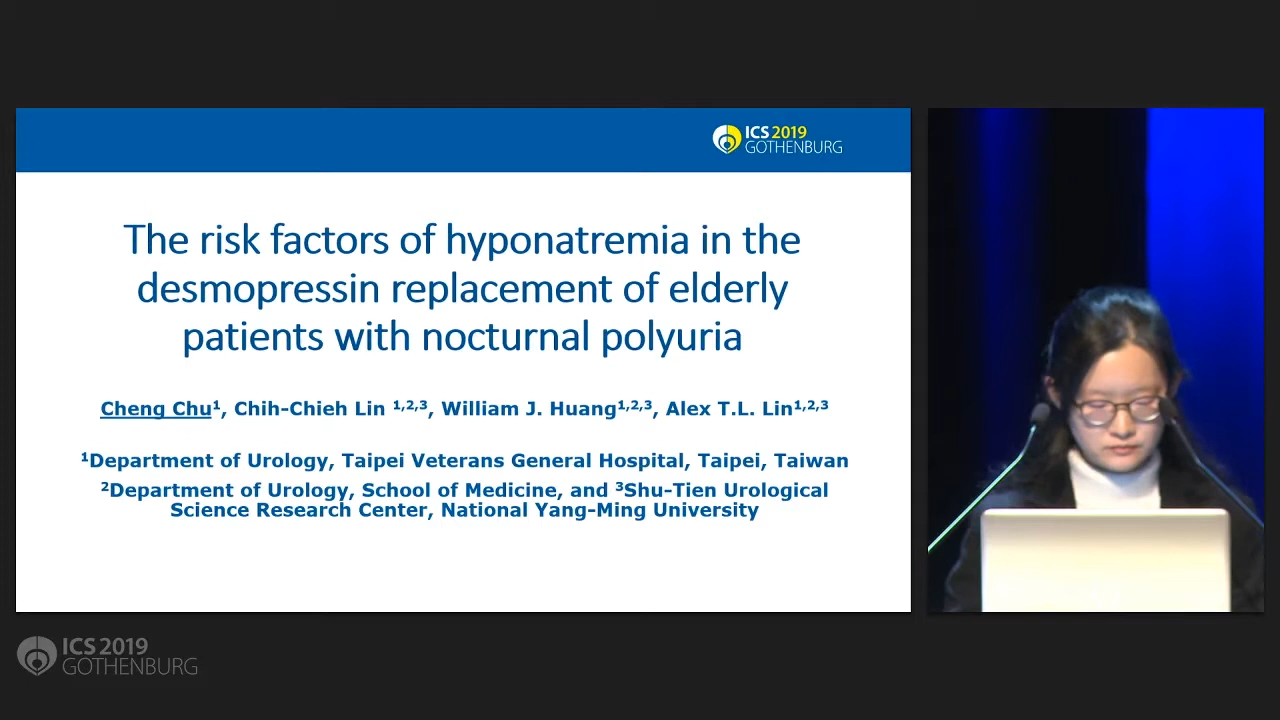 ICS 2019
GOTHENBURG
The risk factors of hyponatremia in the
desmopressin replacement of elderly
patients with nocturnal polyuria
Cheng Chu¹, Chih-Chieh Lin ¹,²,³, William J. Huang¹,²,³, Alex T.L. Lin¹,²,³
¹Department of Urology, Taipei Veterans General Hospital, Taipei, Taiwan
²Department of Urology, School of Medicine, and ³Shu-Tien Urological
Science Research Center, National Yang-Ming University
ICS 2019
GOTHENBURG